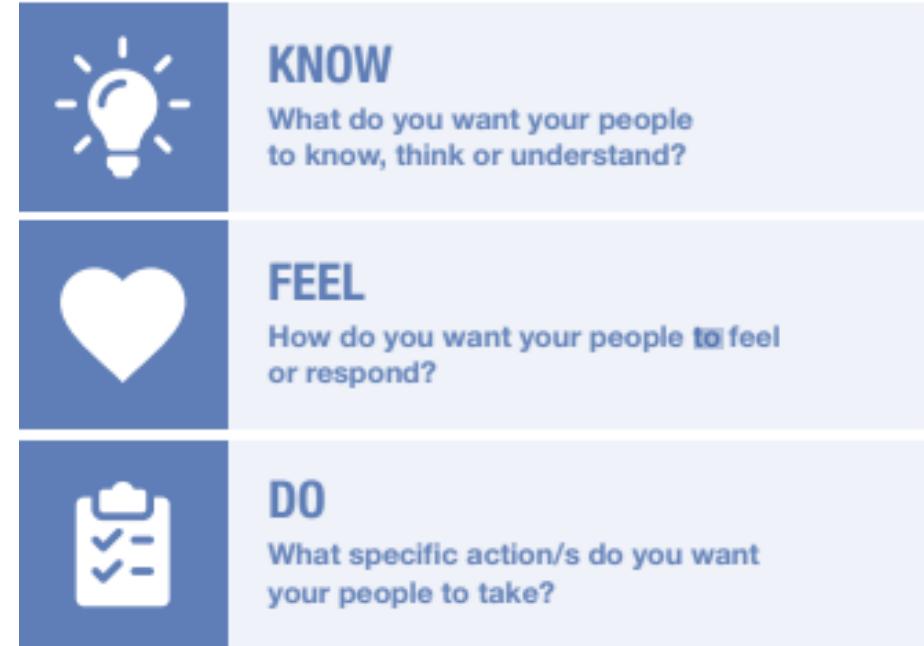 KNOW
What do you want your people
to know, think or understand?
FEEL
How do you want your people to feel
or respond?
DO
What specific action/s do you want
your people to take?